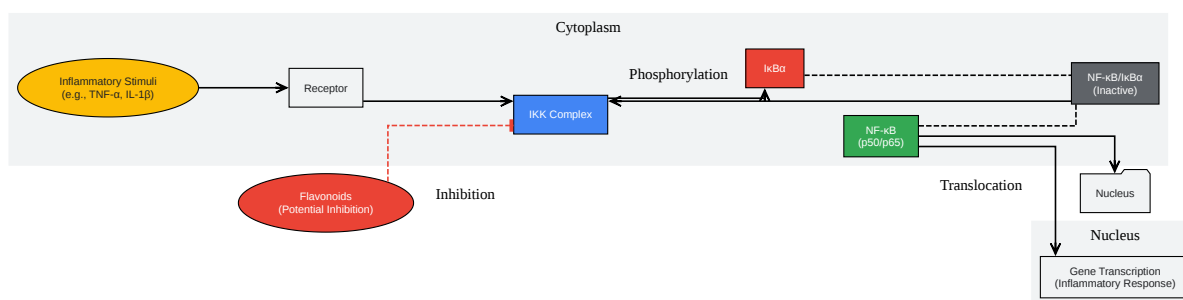 Cytoplasm
Inflammatory Stimuli
(e.g., TNF-α, IL-1β)
Receptor
Phosphorylation
IκBα
NF-κB/IκBα
(Inactive)
IKK Complex
NF-κB
(p50/p65)
Flavonoids
(Potential Inhibition)
Inhibition
Translocation
Nucleus
Nucleus
Gene Transcription
(Inflammatory Response)